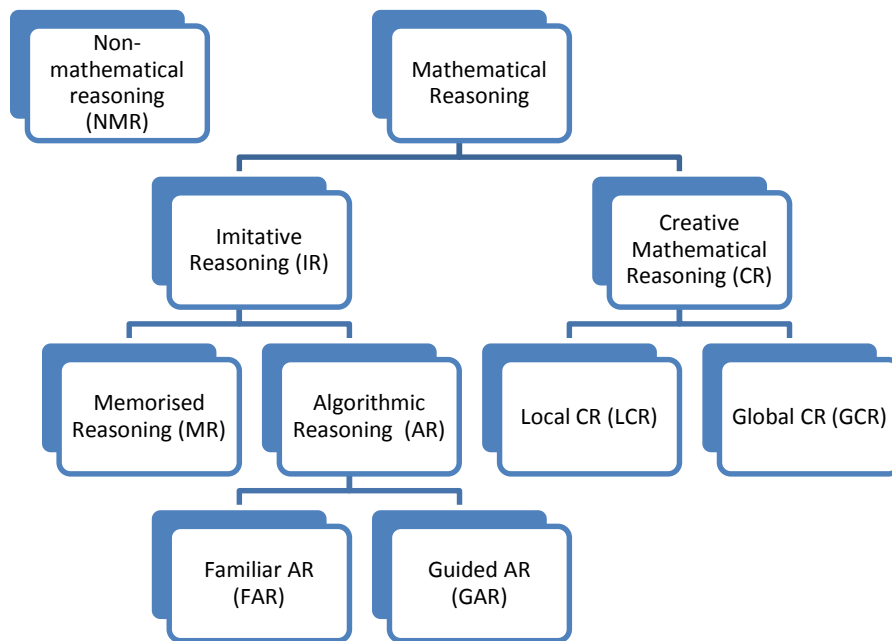 Non-
mathematical
reasoning
(NMR)
Mathematical
Reasoning
Imitative
Reasoning (IR)
Creative
Mathematical
Reasoning (CR)
Memorised
Reasoning (MR)
Algorithmic
Reasoning (AR)
Local CR (LCR)
Global CR (GCR)
Familiar AR
(FAR)
Guided AR
(GAR)